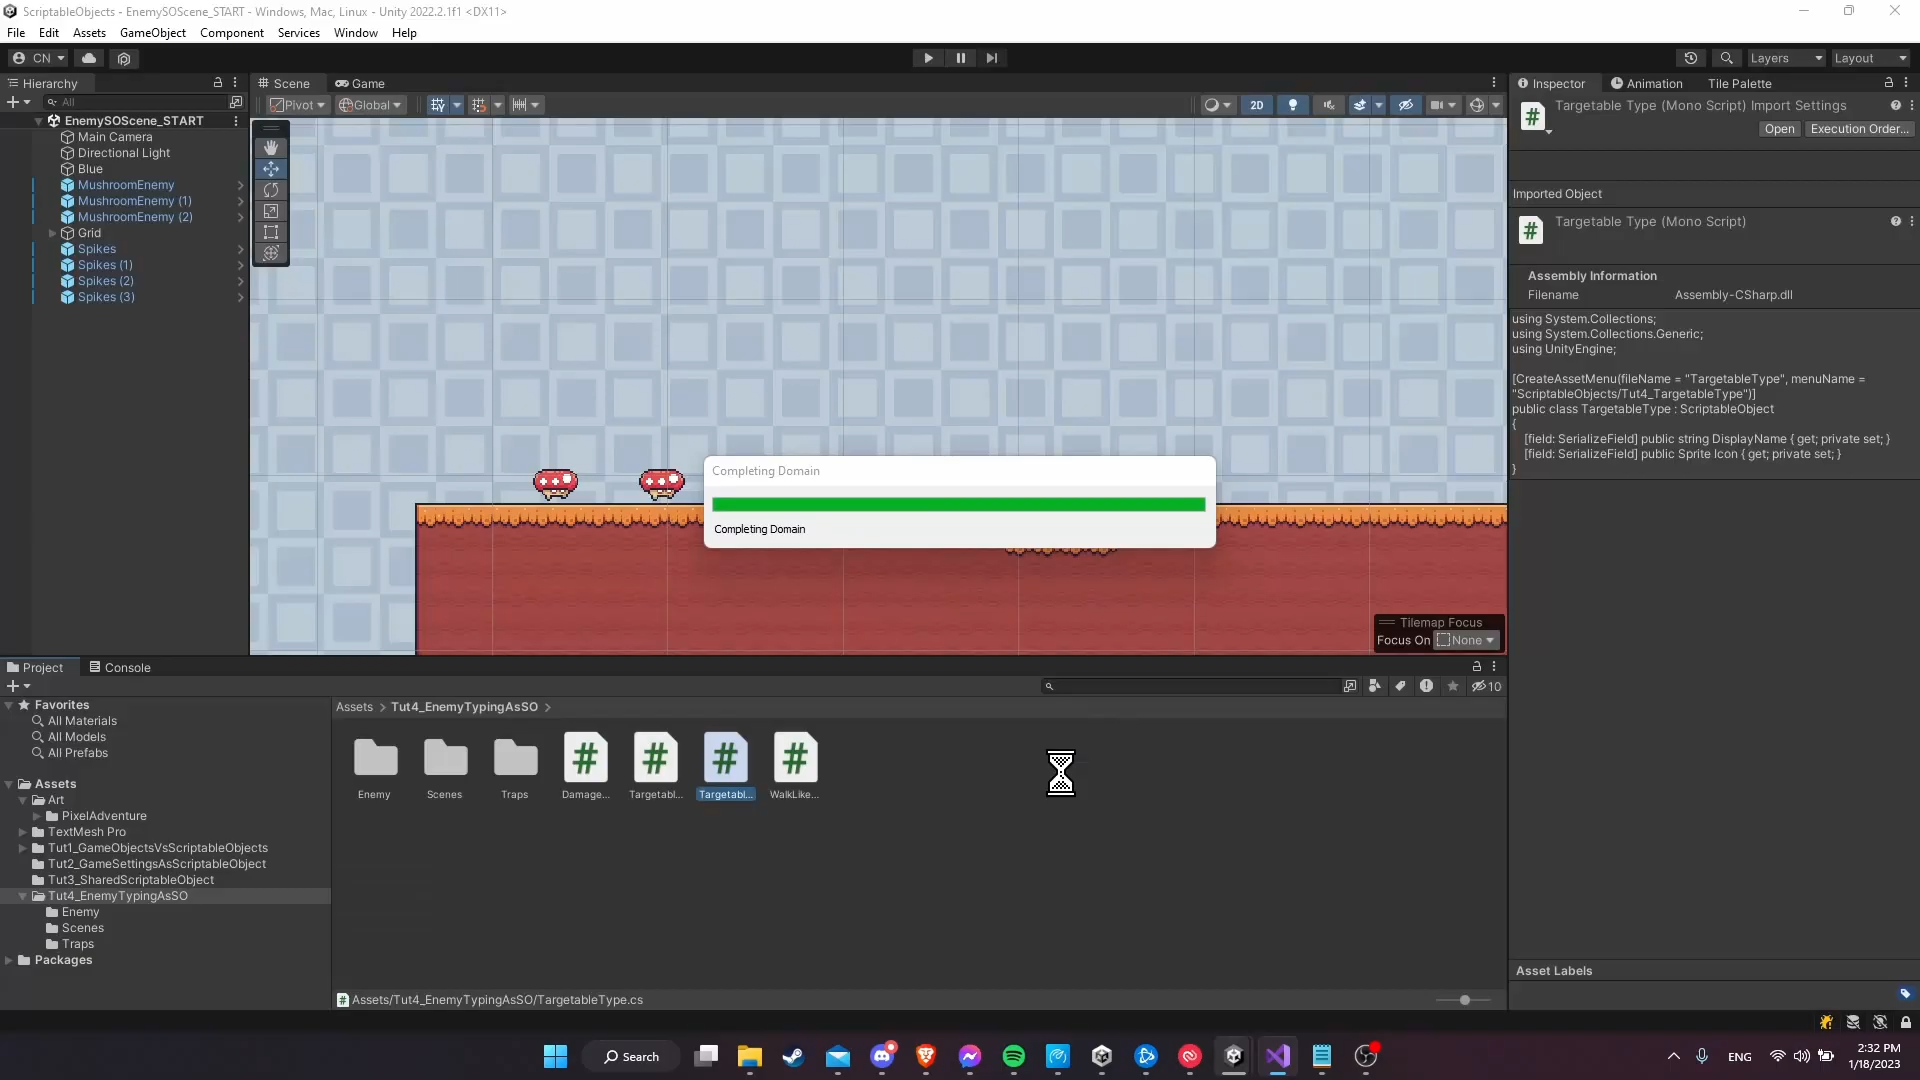 ScriptableObjects - EnemySOScene_START - Windows, Mac, Linux - Unity 2022.2.1f1 <DX11>
File Edit Assets GameObject Component Services Window Help
CN
Layers Layout
Hierarchy
All
EnemySOScene_START
Main Camera
Directional Light
Blue
MushroomEnemy
MushroomEnemy (1)
MushroomEnemy (2)
Grid
Spikes
Spikes (1)
Spikes (2)
Spikes (3)
Scene Game
Pivot Global
2D
Completing Domain
Completing Domain
Tilemap Focus
Focus On None
Inspector Animation Tile Palette
Targetable Type (Mono Script) Import Settings
Open Execution Order...
Imported Object
Targetable Type (Mono Script)
Assembly Information
Filename Assembly-CSharp.dll
using System.Collections;
using System.Collections.Generic;
using UnityEngine;
[CreateAssetMenu(fileName = "TargetableType", menuName =
"ScriptableObjects/Tut4_TargetableType")]
public class TargetableType : ScriptableObject
{
[field: SerializeField] public string DisplayName { get; private set; }
[field: SerializeField] public Sprite Icon { get; private set; }
}
Asset Labels
Project Console
10
Favorites
All Materials
All Models
All Prefabs
Assets
Art
PixelAdventure
TextMesh Pro
Tut1_GameObjectsVsScriptableObjects
Tut2_GameSettingsAsScriptableObject
Tut3_SharedScriptableObject
Tut4_EnemyTypingAsSO
Enemy
Scenes
Traps
Packages
Assets > Tut4_EnemyTypingAsSO >
Enemy Scenes Traps Damage... Targetabl... Targetabl... WalkLike...
Assets/Tut4_EnemyTypingAsSO/TargetableType.cs
Search
ENG
2:32 PM
1/18/2023